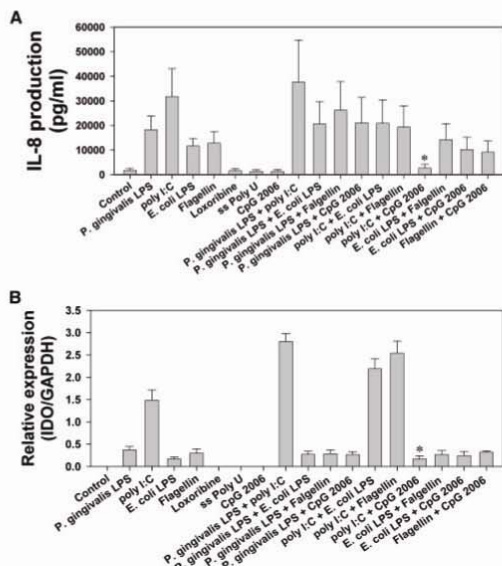 A
IL-8 production
(pg/ml)
60000
50000
40000
30000
20000
10000
0
*
Control
P. gingivalis LPS
poly I:C
E. coli LPS
Flagellin
Loxoribine
ss Poly U
CpG 2006
P. gingivalis LPS + poly I:C
P. gingivalis LPS + E. coli LPS
P. gingivalis LPS + Falgellin
P. gingivalis LPS + CpG 2006
poly I:C + E. coli LPS
poly I:C + Flagellin
poly I:C + CpG 2006
E. coli LPS + Falgellin
E. coli LPS + CpG 2006
Flagellin + CpG 2006
B
Relative expression
(IDO/GAPDH)
3.5
3.0
2.5
2.0
1.5
1.0
0.5
0.0
*
Control
P. gingivalis LPS
poly I:C
E. coli LPS
Flagellin
Loxoribine
ss Poly U
CpG 2006
P. gingivalis LPS + poly I:C
P. gingivalis LPS + E. coli LPS
P. gingivalis LPS + Falgellin
P. gingivalis LPS + CpG 2006
poly I:C + E. coli LPS
poly I:C + Flagellin
poly I:C + CpG 2006
E. coli LPS + Falgellin
E. coli LPS + CpG 2006
Flagellin + CpG 2006